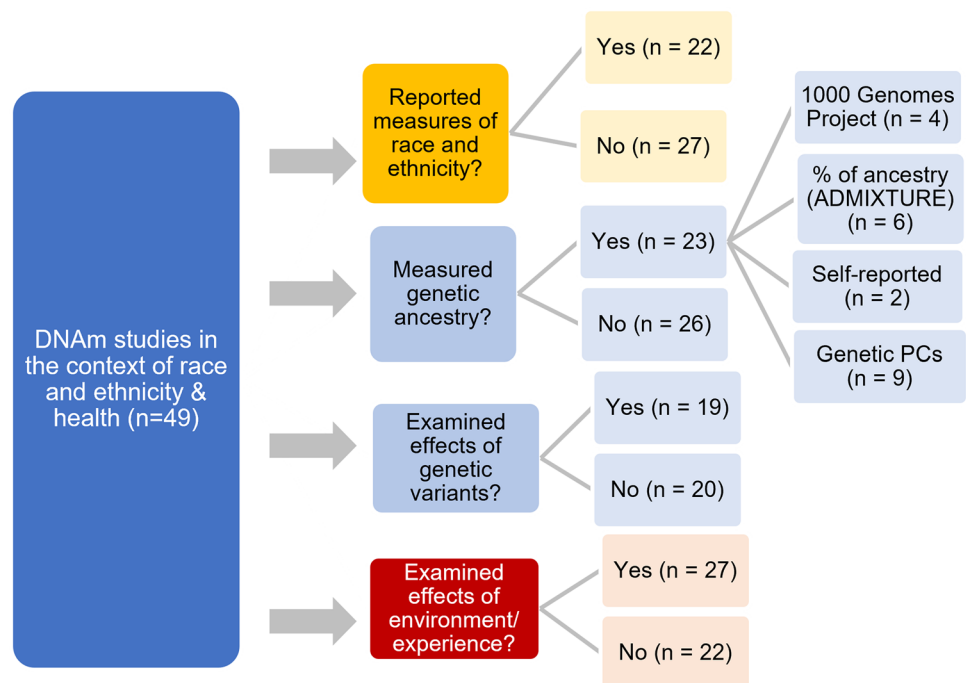 DNAm studies in
the context of race
and ethnicity &
health (n=49)
Reported
measures of
race and
ethnicity?
Yes (n = 22)
No (n = 27)
Measured
genetic
ancestry?
Yes (n = 23)
No (n = 26)
1000 Genomes
Project (n = 4)
% of ancestry
(ADMIXTURE)
(n = 6)
Self-reported
(n = 2)
Genetic PCs
(n = 9)
Examined
effects of
genetic
variants?
Yes (n = 19)
No (n = 20)
Examined
effects of
environment/
experience?
Yes (n = 27)
No (n = 22)